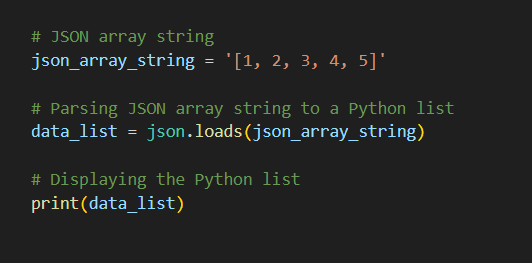 # JSON array string
json_array_string = '[1, 2, 3, 4, 5]'
# Parsing JSON array string to a Python list
data_list = json.loads(json_array_string)
# Displaying the Python list
print(data_list)